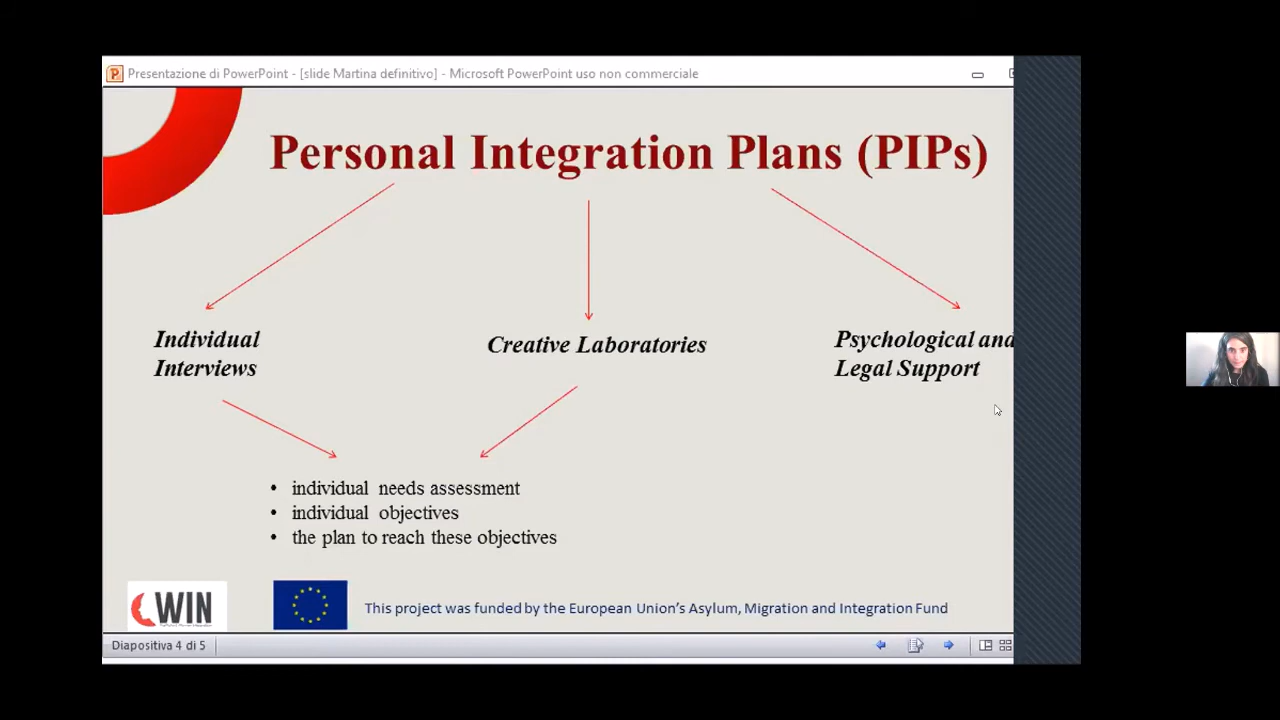 Presentazione di PowerPoint - [slide Martina definitivo] - Microsoft PowerPoint uso non commerciale
Personal Integration Plans (PIPs)
Individual
Interviews
Creative Laboratories
Psychological and
Legal Support
• individual needs assessment
• individual objectives
• the plan to reach these objectives
WIN
This project was funded by the European Union's Asylum, Migration and Integration Fund
Diapositiva 4 di 5